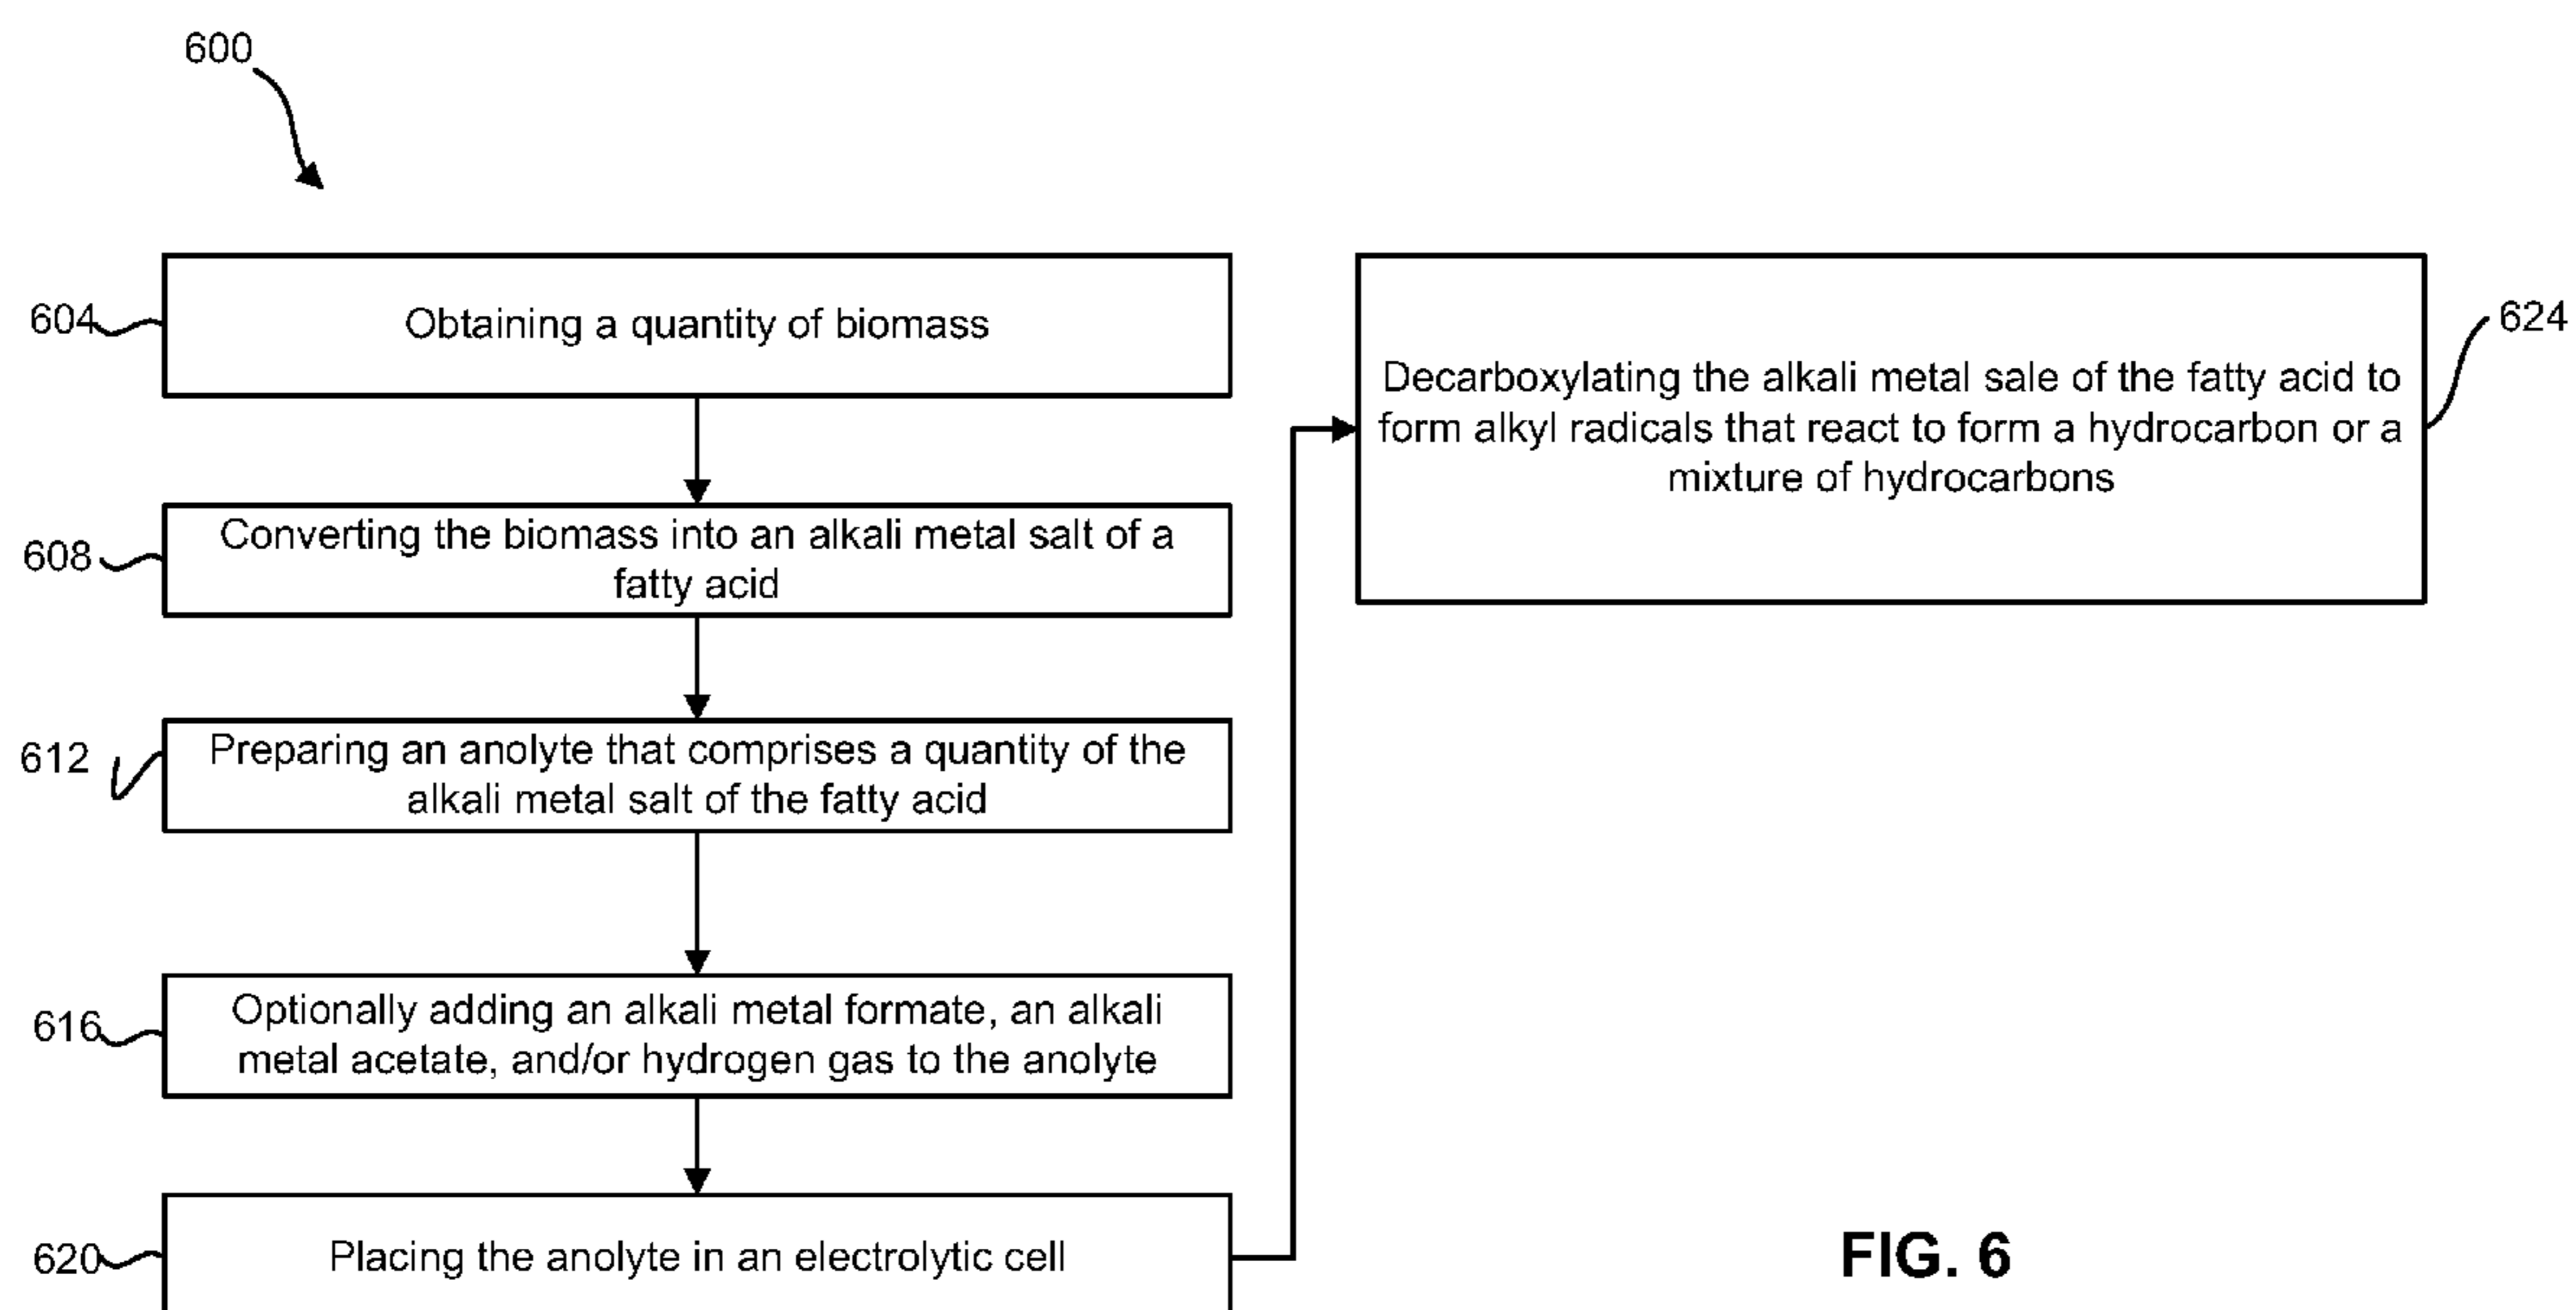 600
604
Obtaining a quantity of biomass
608
Converting the biomass into an alkali metal salt of a
fatty acid
612
Preparing an anolyte that comprises a quantity of the
alkali metal salt of the fatty acid
616
Optionally adding an alkali metal formate, an alkali
metal acetate, and/or hydrogen gas to the anolyte
620
Placing the anolyte in an electrolytic cell
624
Decarboxylating the alkali metal sale of the fatty acid to
form alkyl radicals that react to form a hydrocarbon or a
mixture of hydrocarbons
FIG. 6